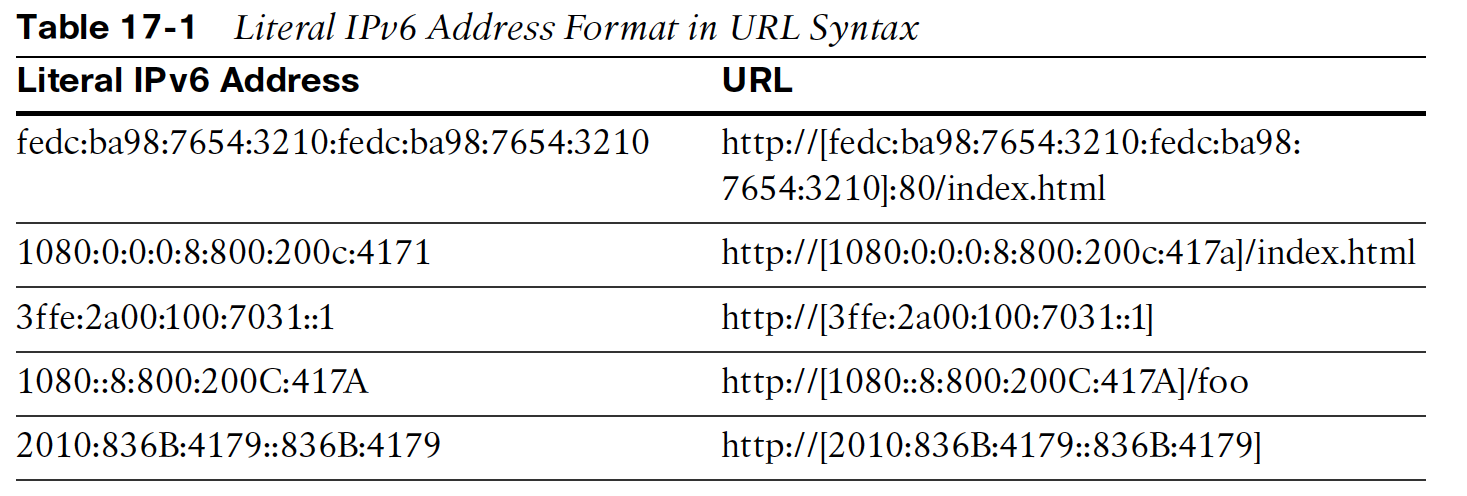 Table 17-1 Literal IPv6 Address Format in URL Syntax
Literal IPv6 Address URL
fedc:ba98:7654:3210:fedc:ba98:7654:3210 http://[fedc:ba98:7654:3210:fedc:ba98:
7654:3210]:80/index.html
1080:0:0:0:8:800:200c:4171 http://[1080:0:0:0:8:800:200c:417a]/index.html
3ffe:2a00:100:7031::1 http://[3ffe:2a00:100:7031::1]
1080::8:800:200C:417A http://[1080::8:800:200C:417A]/foo
2010:836B:4179::836B:4179 http://[2010:836B:4179::836B:4179]